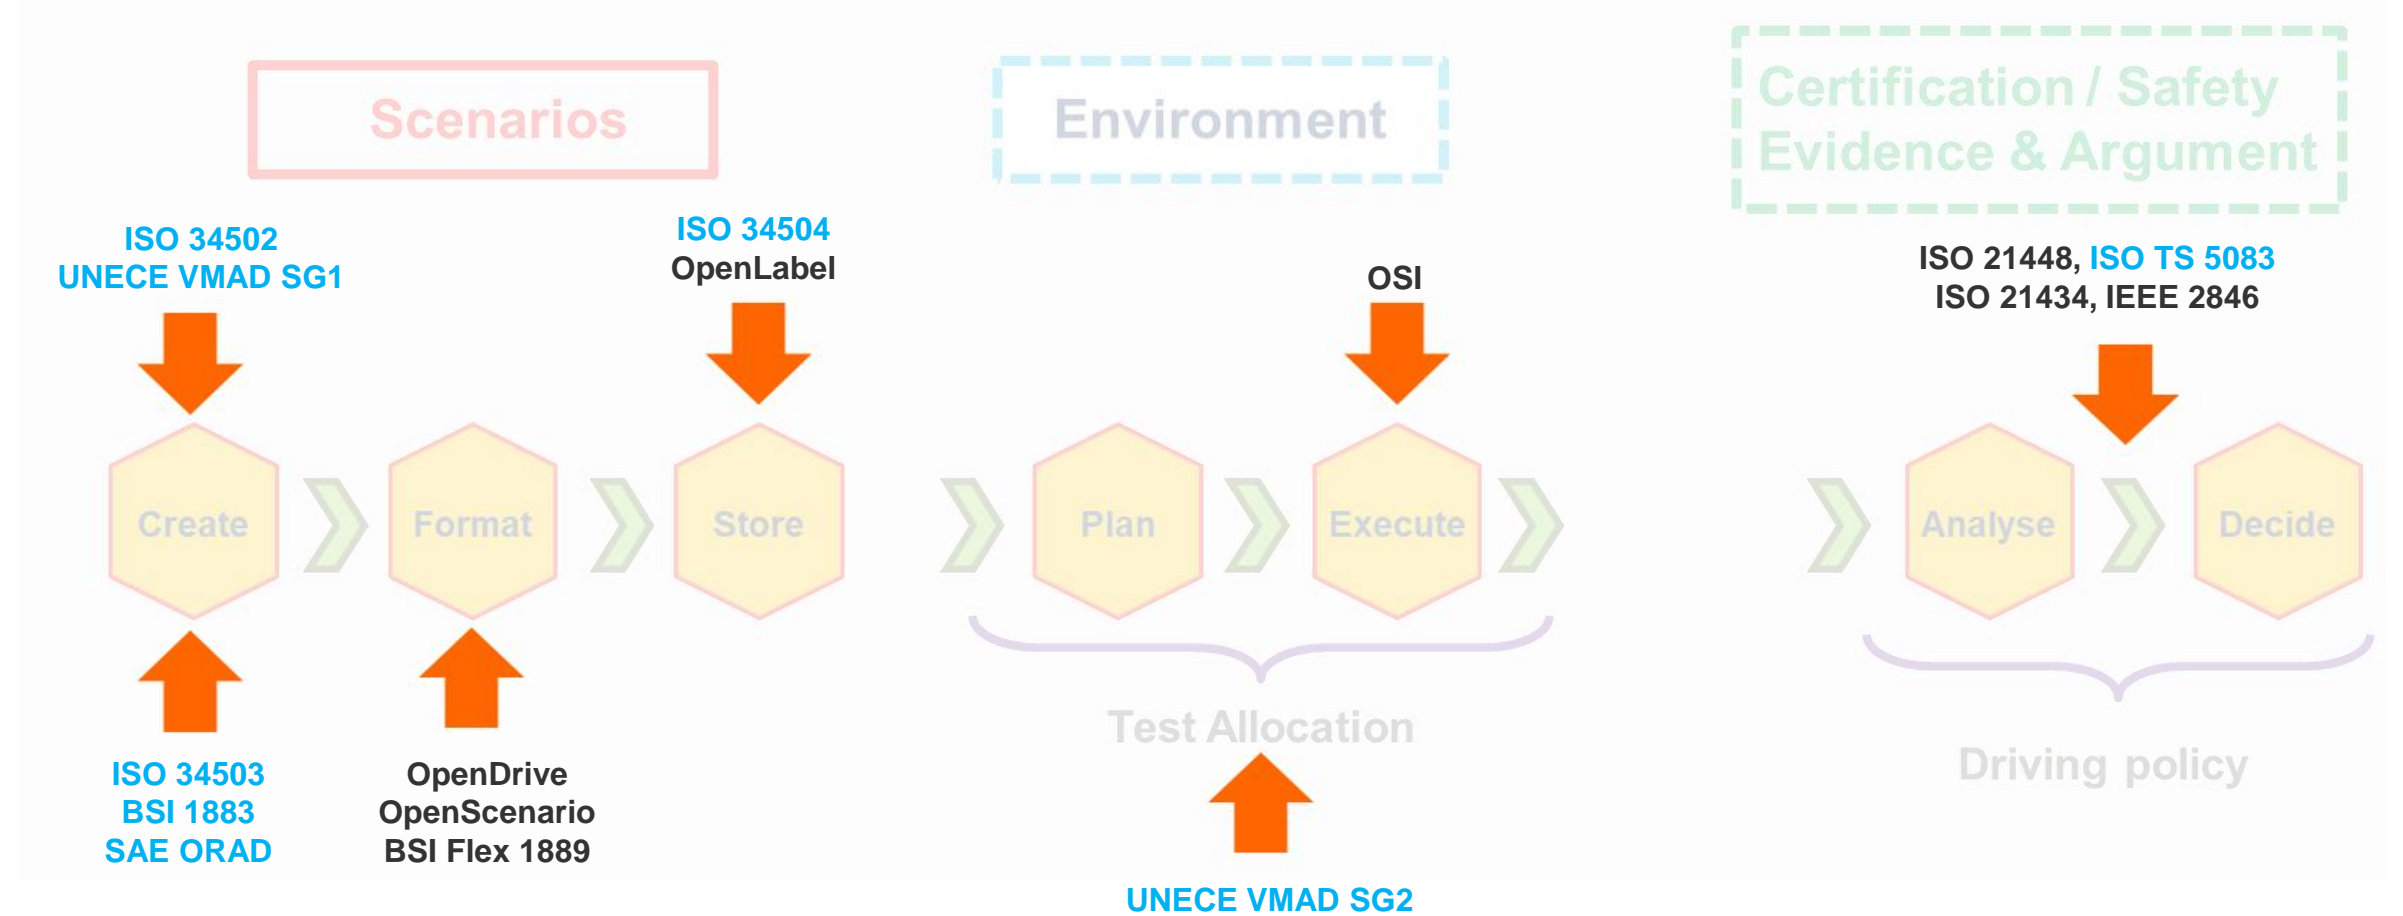 Scenarios
Environment
Certification / Safety
Evidence & Argument
ISO 34502
UNECE VMAD SG1
ISO 34504
OpenLabel
OSI
ISO 21448, ISO TS 5083
ISO 21434, IEEE 2846
Create
Format
Store
Plan
Execute
Analyse
Decide
Test Allocation
Driving policy
ISO 34503
BSI 1883
SAE ORAD
OpenDrive
OpenScenario
BSI Flex 1889
UNECE VMAD SG2